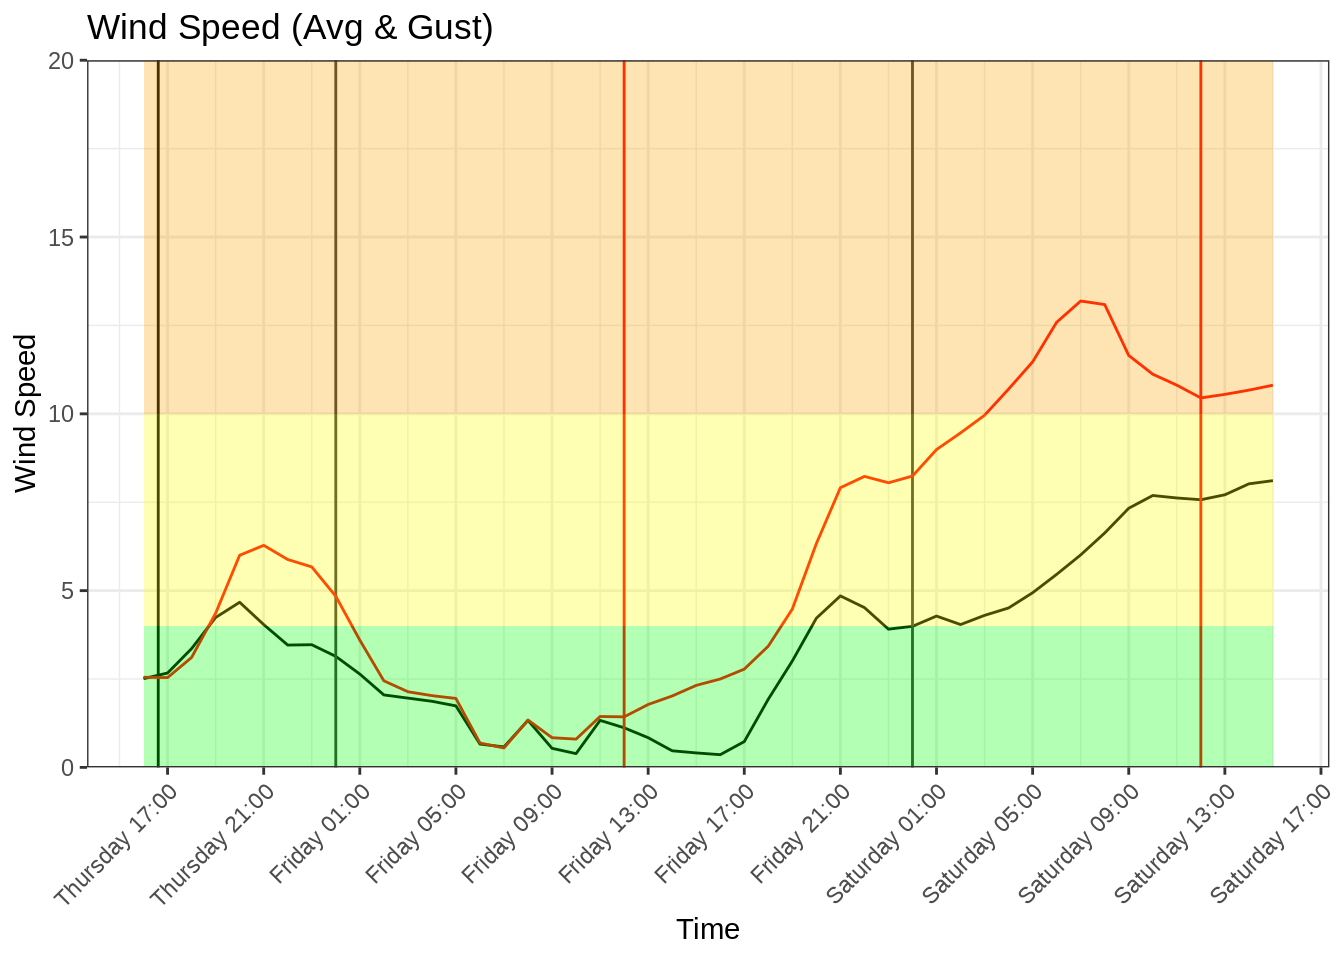 Wind Speed (Avg & Gust)
Wind Speed
20
15
10
5
0
Thursday 17:00
Thursday 21:00
Friday 01:00
Friday 05:00
Friday 09:00
Friday 13:00
Friday 17:00
Friday 21:00
Saturday 01:00
Saturday 05:00
Saturday 09:00
Saturday 13:00
Saturday 17:00
Time